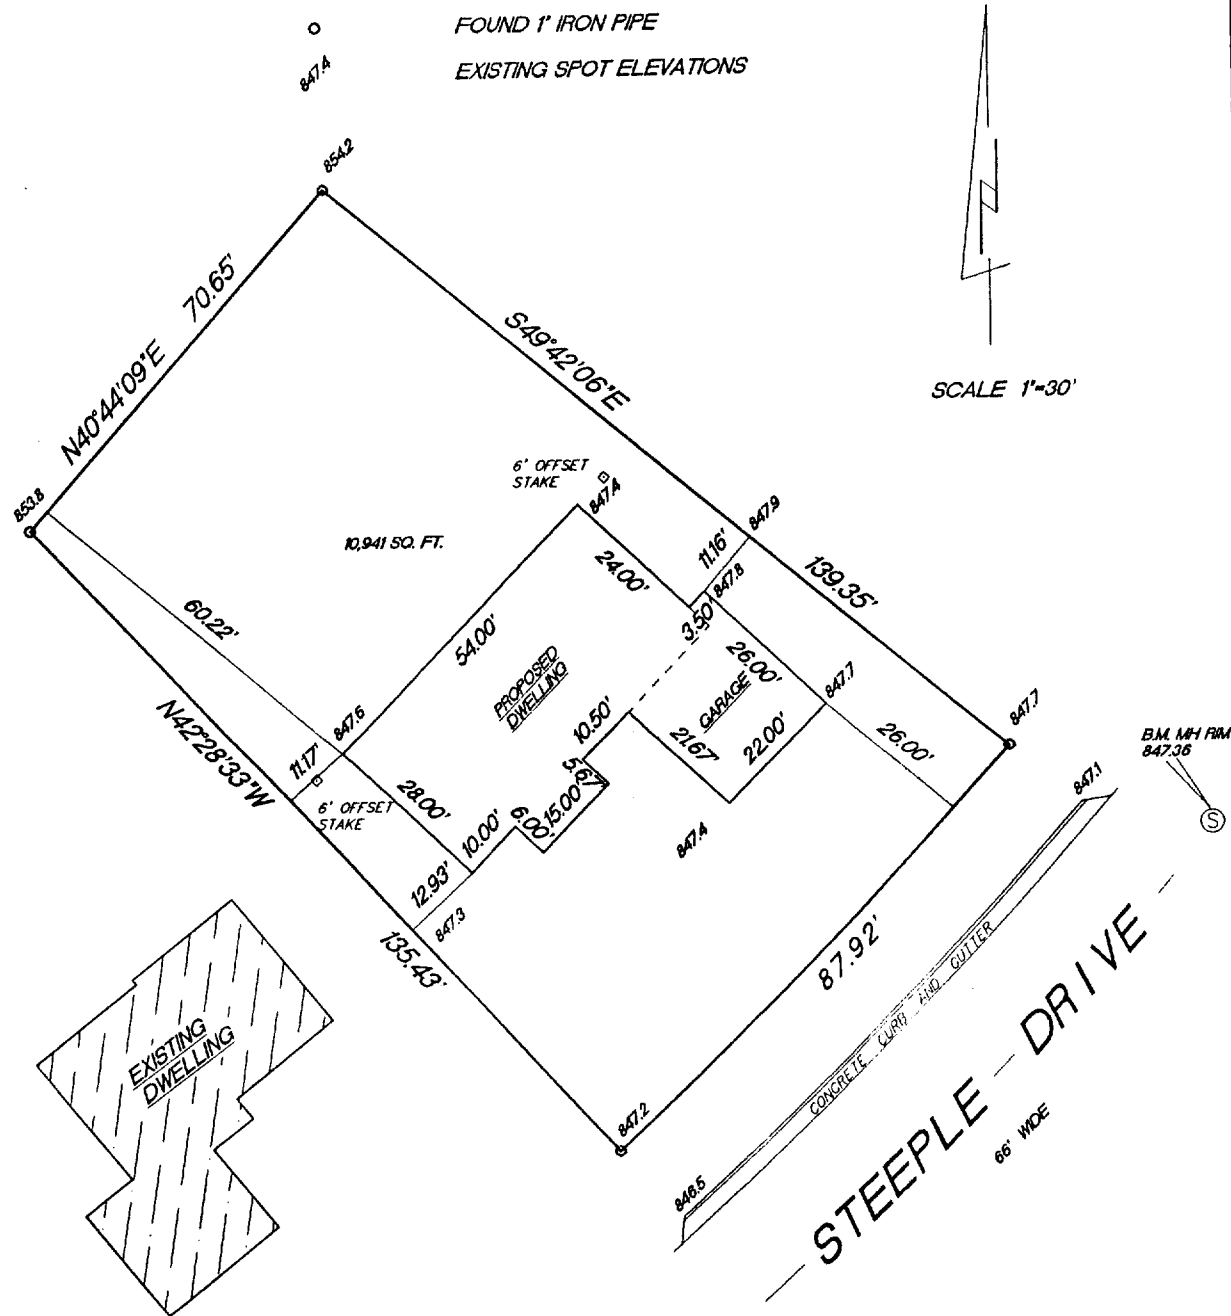 FOUND 1" IRON PIPE
847.4
EXISTING SPOT ELEVATIONS
854.2
N40°44'09"E 70.65'
S49°42'06"E
SCALE 1"=30'
853.8
6' OFFSET
STAKE
847.4
847.9
10,941 SQ. FT.
24.00'
11.16'
847.8
139.35'
60.22'
54.00'
3.50'
PROPOSED
DWELLING
26.00'
GARAGE
847.7
847.7
N42°28'33"W
847.6
10.50'
21.67'
22.00'
26.00'
B.M. MH RIM
847.36
S
11.17'
6' OFFSET
STAKE
28.00'
5.67'
15.00'
6.00'
10.00'
847.4
847.1
12.93'
847.3
135.43'
87.92'
EXISTING
DWELLING
CONCRETE CURB AND GUTTER
847.2
846.5
STEEPLE DRIVE
66' WIDE